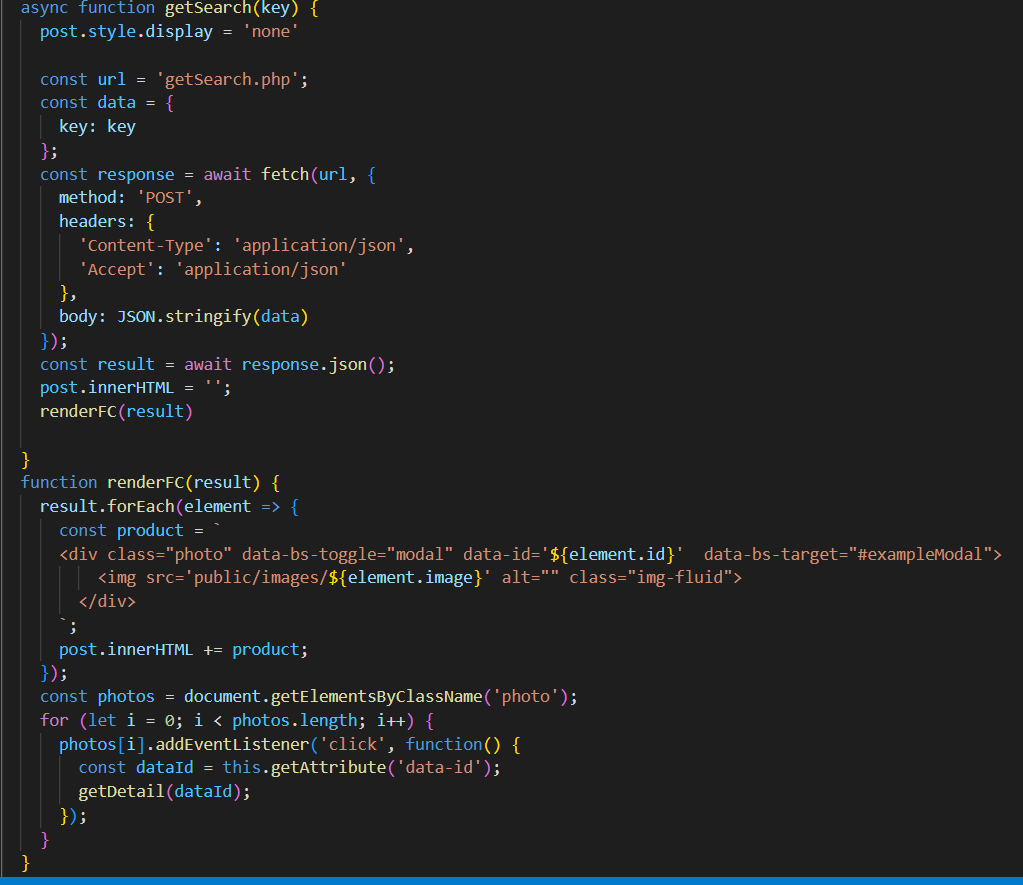 async function getSearch(key) {
  post.style.display = 'none'

  const url = 'getSearch.php';
  const data = {
    key: key
  };
  const response = await fetch(url, {
    method: 'POST',
    headers: {
      'Content-Type': 'application/json',
      'Accept': 'application/json'
    },
    body: JSON.stringify(data)
  });
  const result = await response.json();
  post.innerHTML = '';
  renderFC(result)

}
function renderFC(result) {
  result.forEach(element => {
    const product = `
    <div class="photo" data-bs-toggle="modal" data-id='${element.id}'  data-bs-target="#exampleModal">
        <img src='public/images/${element.image}' alt="" class="img-fluid">
      </div>
    `;
    post.innerHTML += product;
  });
  const photos = document.getElementsByClassName('photo');
  for (let i = 0; i < photos.length; i++) {
    photos[i].addEventListener('click', function() {
      const dataId = this.getAttribute('data-id');
      getDetail(dataId);
    });
  }
}